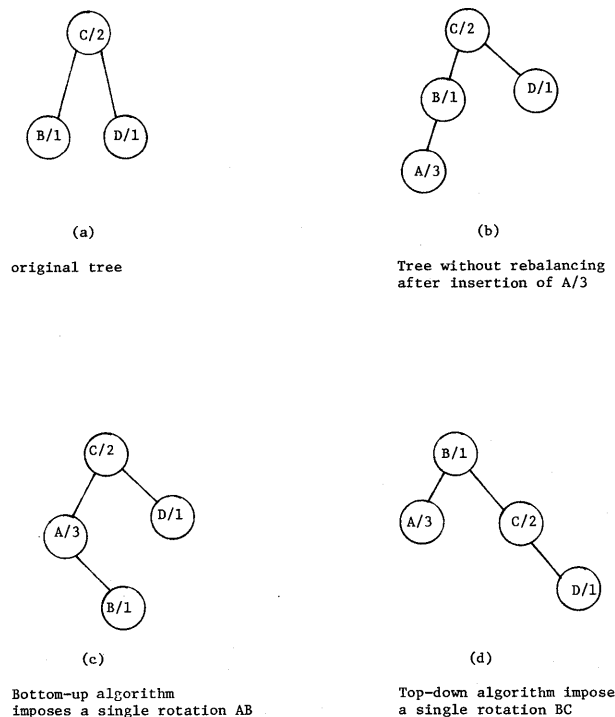 C/2
B/1
D/1
(a)
original tree
C/2
B/1
D/1
A/3
(b)
Tree without rebalancing
after insertion of A/3
C/2
A/3
D/1
B/1
(c)
Bottom-up algorithm
imposes a single rotation AB
B/1
A/3
C/2
D/1
(d)
Top-down algorithm impose
a single rotation BC